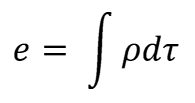 e = ∫ ρdτ